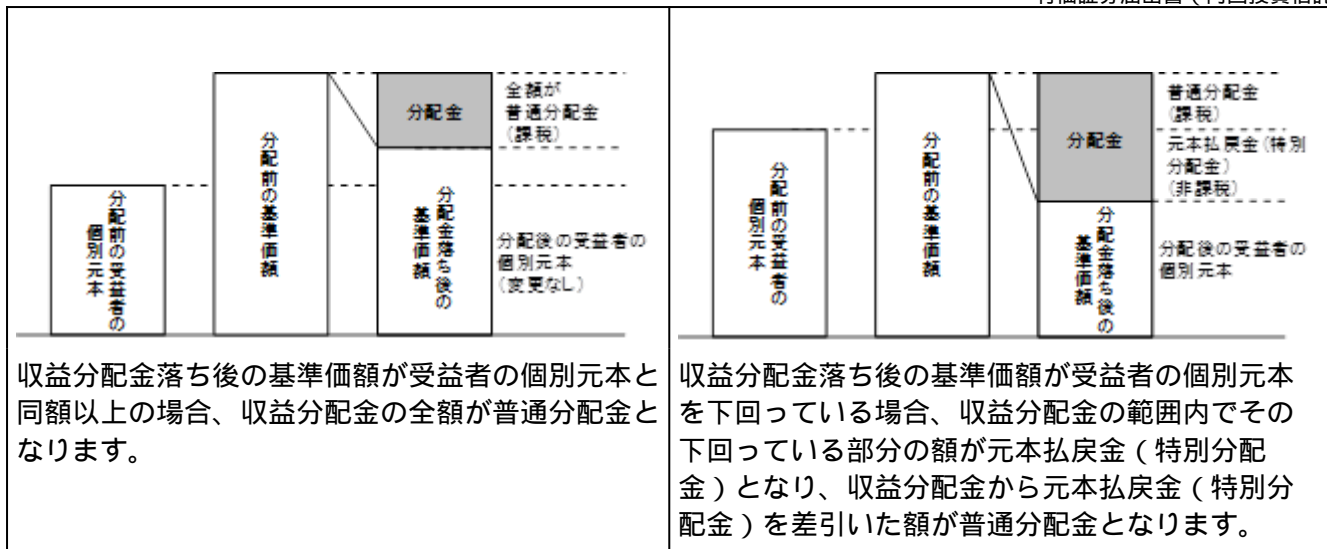 分配前の受益者の
個別元本
分配前の基準価額
分配金
分配金落ち後の
基準価額
全額が
普通分配金
(課税)
分配後の受益者の
個別元本
(変更なし)
収益分配金落ち後の基準価額が受益者の個別元本と
同額以上の場合、収益分配金の全額が普通分配金と
なります。
分配前の受益者の
個別元本
分配前の基準価額
分配金
分配金落ち後の
基準価額
普通分配金
(課税)
元本払戻金(特別
分配金)
(非課税)
分配後の受益者の
個別元本
収益分配金落ち後の基準価額が受益者の個別元本
を下回っている場合、収益分配金の範囲内でその
下回っている部分の額が元本払戻金(特別分配
金)となり、収益分配金から元本払戻金(特別分
配金)を差引いた額が普通分配金となります。